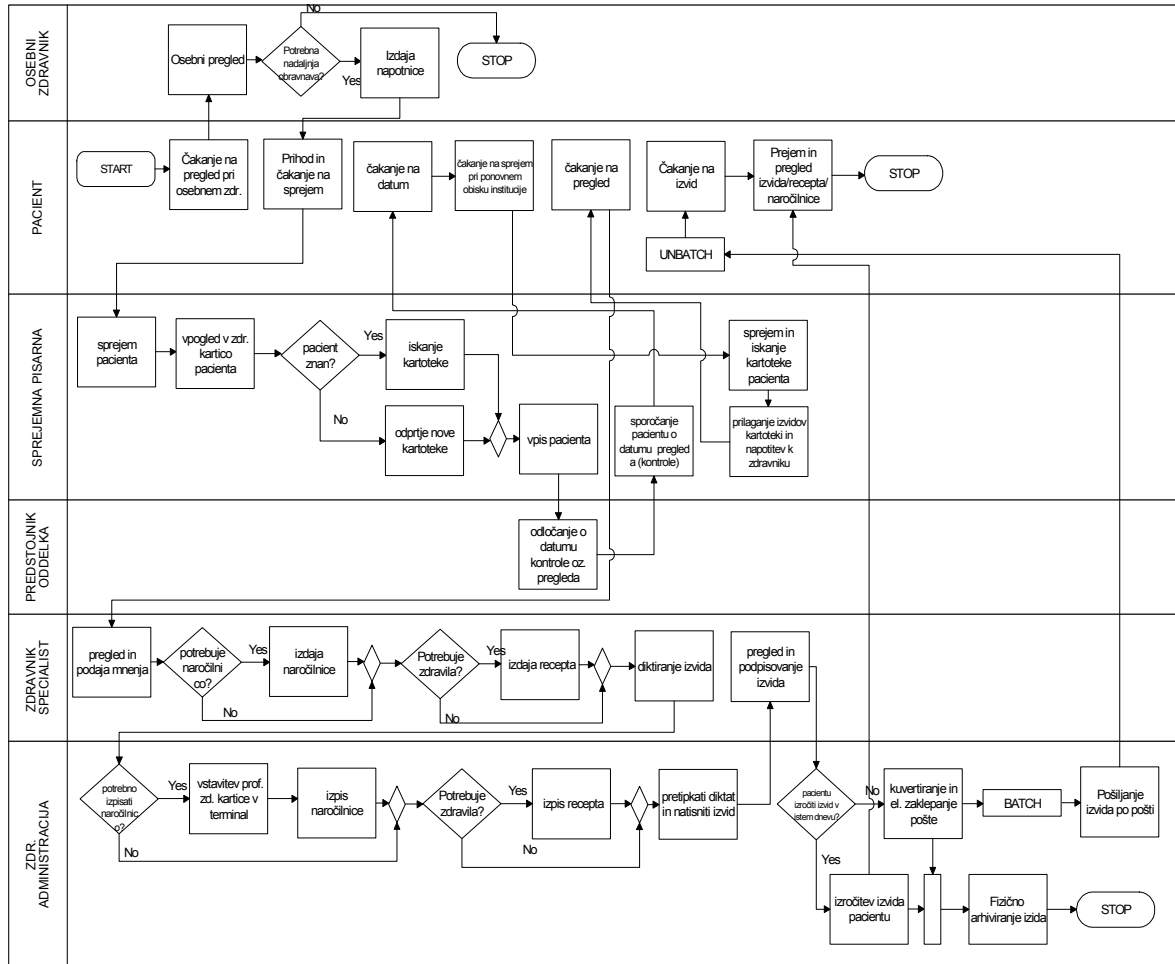 OSEBNI
ZDRAVNIK
Osebni pregled
Potrebna
nadaljnja
obravnava?
No
Yes
Izdaja
napotnice
STOP
PACIENT
START
Čakanje na
pregled pri
osebnem zdr.
Prihod in
čakanje na
sprejem
čakanje na
datum
čakanje na sprejem
pri ponovnem
obisku institucije
čakanje na
pregled
Čakanje na
izvid
Prejem in
pregled
izvida/recepta/
naročilnice
STOP
UNBATCH
SPREJEMNA PISARNA
sprejem
pacienta
vpogled v zdr.
kartico
pacienta
pacient
znan?
Yes
No
iskanje
kartoteke
odprtje nove
kartoteke
vpis pacienta
sporočanje
pacientu o
datumu pregled
a (kontrole)
sprejem in
iskanje
kartoteke
pacienta
prilaganje izvidov
kartoteki in
napotitev k
zdravniku
PREDSTOJNIK
ODDELKA
odločanje o
datumu
kontrole oz.
pregleda
ZDRAVNIK
SPECIALIST
pregled in
podaja mnenja
potrebuje
naročilni
co?
Yes
No
izdaja
naročilnice
Potrebuje
zdravila?
Yes
No
izdaja recepta
diktiranje izvida
pregled in
podpisovanje
izvida
ZDR.
ADMINISTRACIJA
potrebno
izpisati
naročilnic
o?
Yes
No
vstavitev prof.
zd. kartice v
terminal
izpis
naročilnice
Potrebuje
zdravila?
Yes
No
izpis recepta
pretipkati diktat
in natisniti izvid
pacientu
izročiti izvid v
istem dnevu?
No
Yes
kuvertiranje in
el. zaklepanje
pošte
BATCH
Pošiljanje
izvida po pošti
izročitev izvida
pacientu
Fizično
arhiviranje izida
STOP